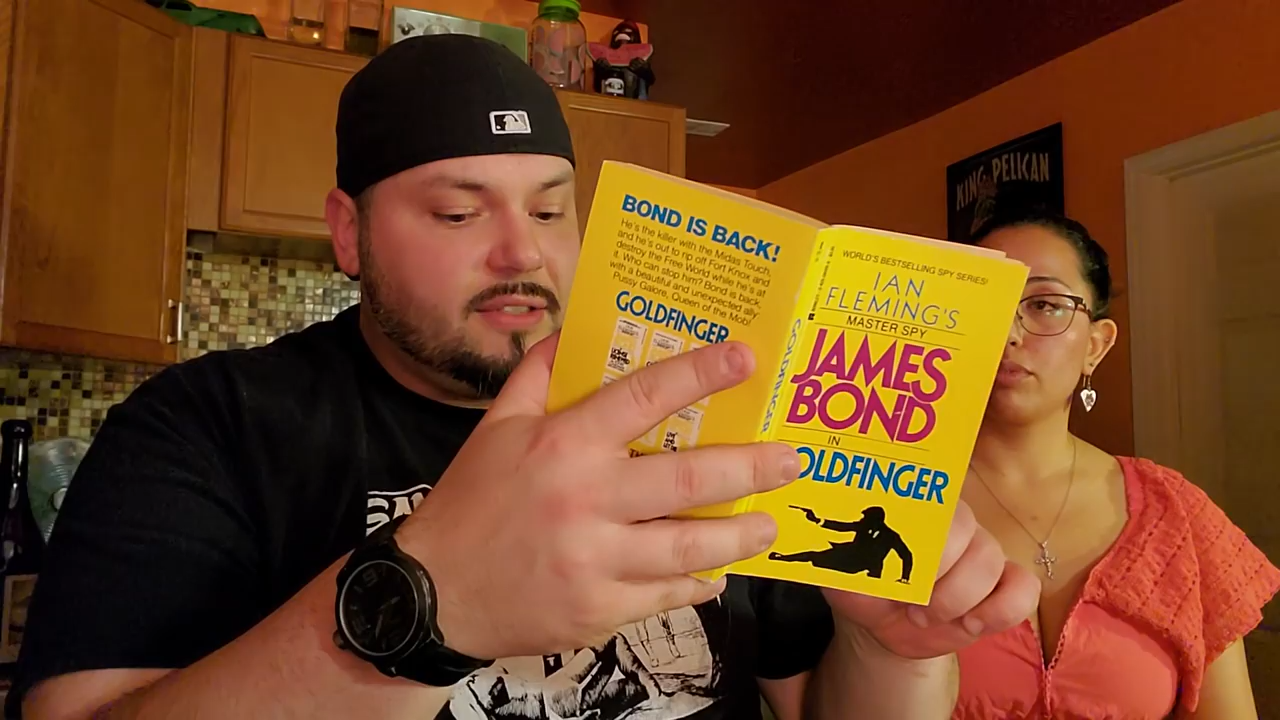 KING PELICAN
BOND IS BACK!
He's the killer with the Midas Touch,
and he's out to rip off Fort Knox and
destroy the Free World while he's at
it. Who can stop him? Bond is back,
with a beautiful and unexpected ally
Pussy Galore, Queen of the Mob!
GOLDFINGER
GOLDFINGER
WORLD'S BESTSELLING SPY SERIES!
IAN
FLEMING'S
MASTER SPY
JAMES
BOND
IN
OLDFINGER